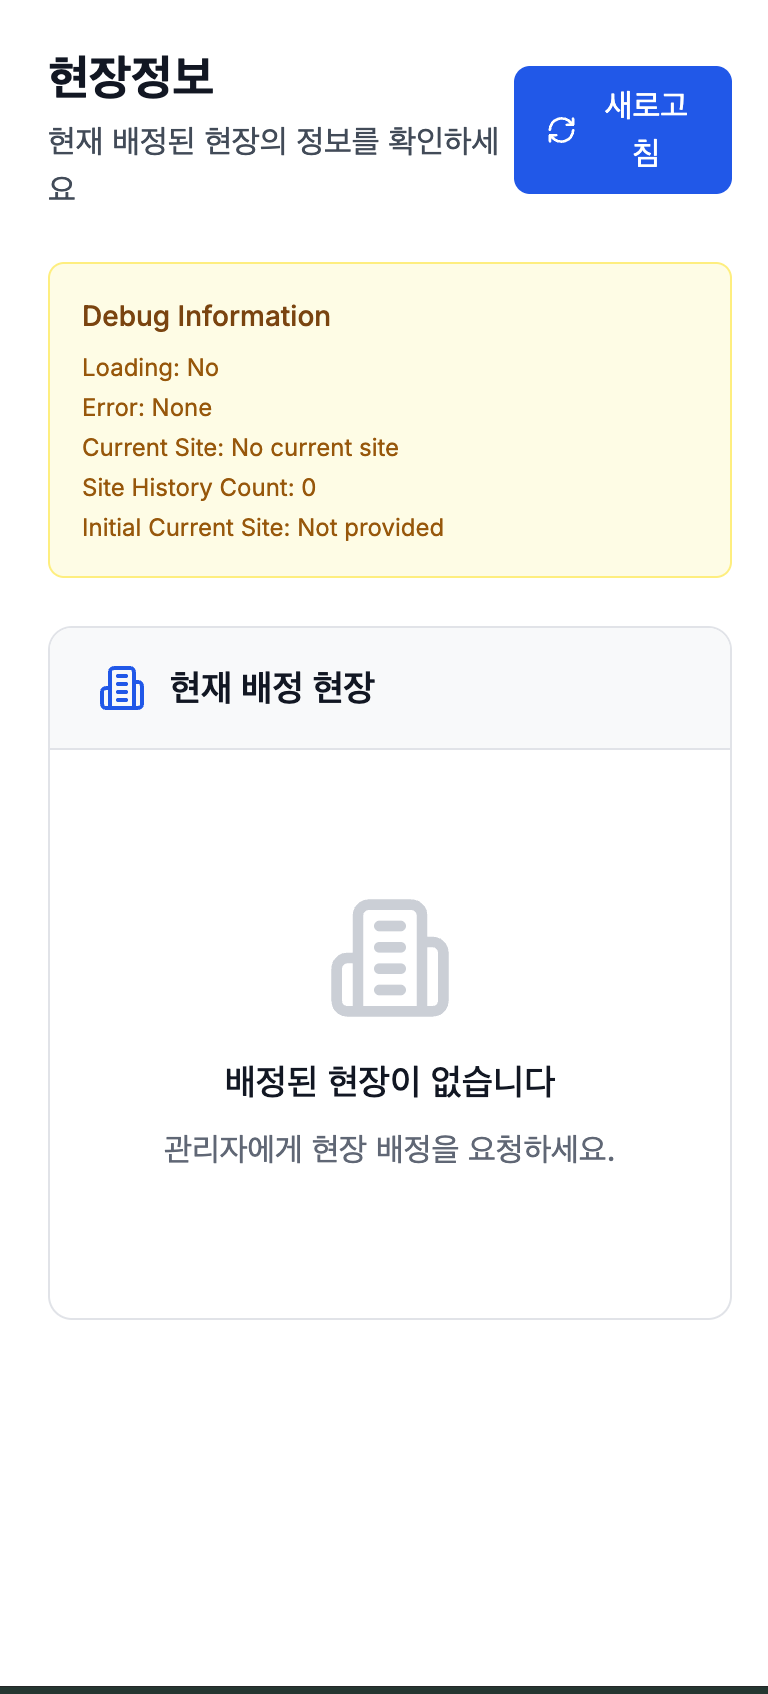 현장정보
현재 배정된 현장의 정보를 확인하세
요
새로고
침
Debug Information
Loading: No
Error: None
Current Site: No current site
Site History Count: 0
Initial Current Site: Not provided
현재 배정 현장
배정된 현장이 없습니다
관리자에게 현장 배정을 요청하세요.